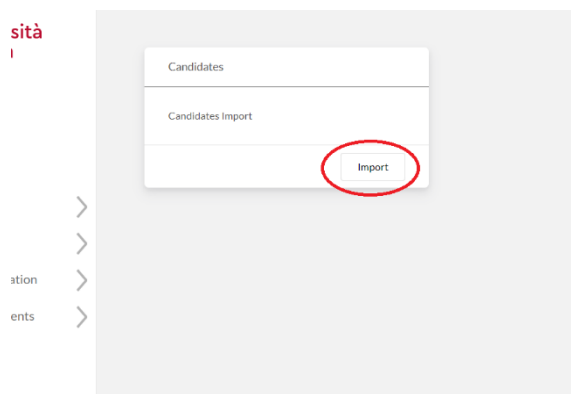 sità
Candidates
Candidates Import
Import
ation
ents